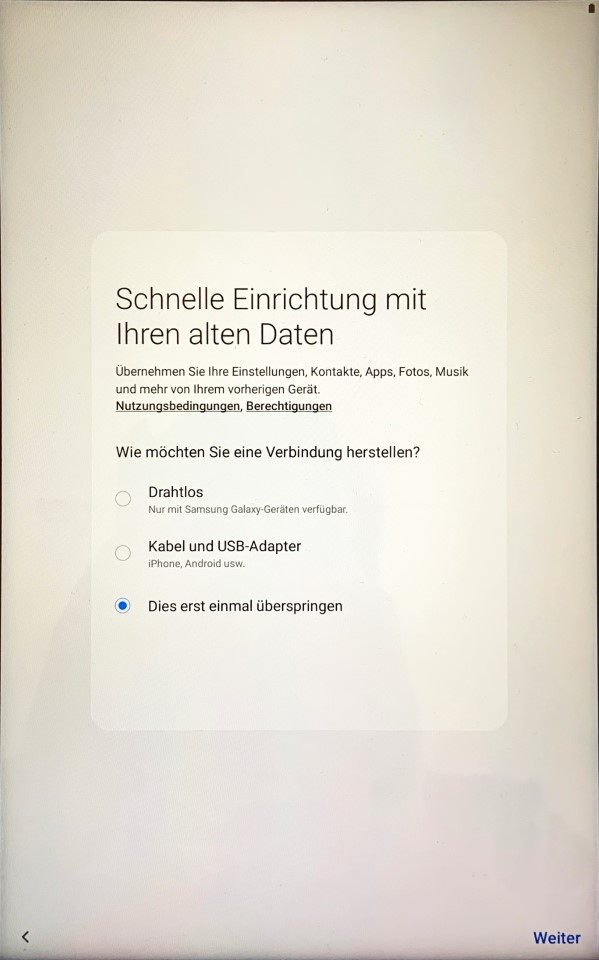 Schnelle Einrichtung mit
Ihren alten Daten
Übernehmen Sie Ihre Einstellungen, Kontakte, Apps, Fotos, Musik
und mehr von Ihrem vorherigen Gerät.
Nutzungsbedingungen, Berechtigungen
Wie möchten Sie eine Verbindung herstellen?
Drahtlos
Nur mit Samsung Galaxy-Geräten verfügbar.
Kabel und USB-Adapter
iPhone, Android usw.
Dies erst einmal überspringen
Weiter